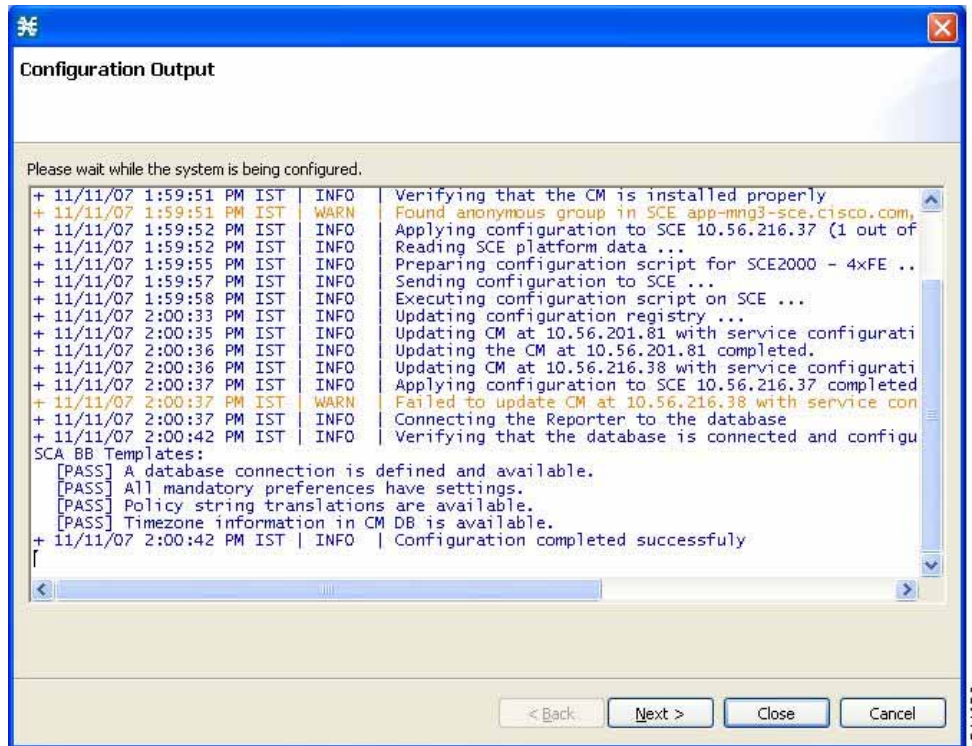 Configuration Output
Please wait while the system is being configured.
+ 11/11/07 1:59:51 PM IST | INFO | Verifying that the CM is installed properly
+ 11/11/07 1:59:51 PM IST | WARN | Found anonymous group in SCE app-mng3-sce.cisco.com,
+ 11/11/07 1:59:52 PM IST | INFO | Applying configuration to SCE 10.56.216.37 (1 out of
+ 11/11/07 1:59:52 PM IST | INFO | Reading SCE platform data ...
+ 11/11/07 1:59:55 PM IST | INFO | Preparing configuration script for SCE2000 - 4xFE ..
+ 11/11/07 1:59:57 PM IST | INFO | Sending configuration to SCE ...
+ 11/11/07 1:59:58 PM IST | INFO | Executing configuration script on SCE ...
+ 11/11/07 2:00:33 PM IST | INFO | Updating configuration registry ...
+ 11/11/07 2:00:35 PM IST | INFO | Updating CM at 10.56.201.81 with service configurati
+ 11/11/07 2:00:36 PM IST | INFO | Updating the CM at 10.56.201.81 completed.
+ 11/11/07 2:00:36 PM IST | INFO | Updating CM at 10.56.216.38 with service configurati
+ 11/11/07 2:00:37 PM IST | INFO | Applying configuration to SCE 10.56.216.37 completed
+ 11/11/07 2:00:37 PM IST | WARN | Failed to update CM at 10.56.216.38 with service con
+ 11/11/07 2:00:37 PM IST | INFO | Connecting the Reporter to the database
+ 11/11/07 2:00:42 PM IST | INFO | Verifying that the database is connected and configu
SCA BB Templates:
[PASS] A database connection is defined and available.
[PASS] All mandatory preferences have settings.
[PASS] Policy string translations are available.
[PASS] Timezone information in CM DB is available.
+ 11/11/07 2:00:42 PM IST | INFO | Configuration completed successfuly
< Back Next > Close Cancel